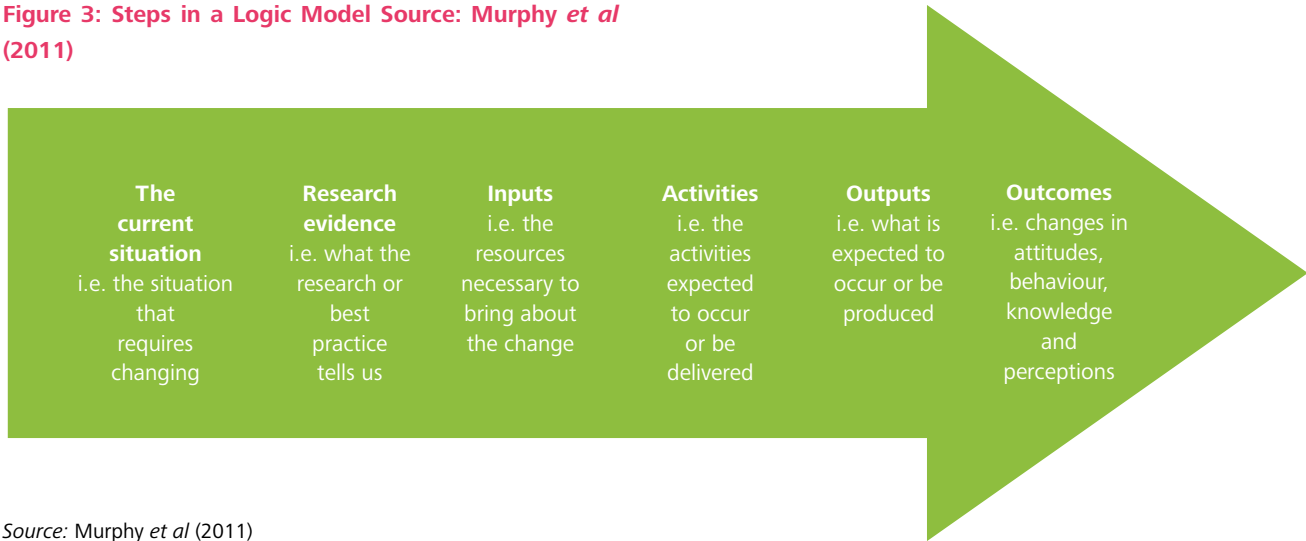 Figure 3: Steps in a Logic Model Source: Murphy et al
(2011)
The
current
situation
i.e. the situation
that
requires
changing
Research
evidence
i.e. what the
research or
best
practice
tells us
Inputs
i.e. the
resources
necessary to
bring about
the change
Activities
i.e. the
activities
expected
to occur
or be
delivered
Outputs
i.e. what is
expected to
occur or be
produced
Outcomes
i.e. changes in
attitudes,
behaviour,
knowledge
and
perceptions
Source: Murphy et al (2011)